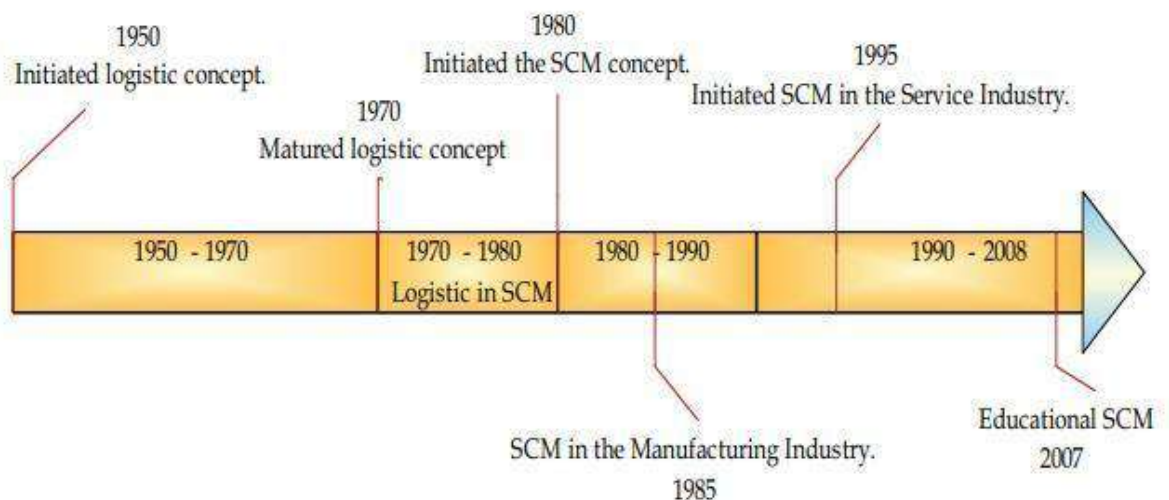 1950
Initiated logistic concept.
1970
Matured logistic concept
1980
Initiated the SCM concept.
1995
Initiated SCM in the Service Industry.
1950 - 1970
1970 - 1980
Logistic in SCM
1980 - 1990
1990 - 2008
SCM in the Manufacturing Industry.
1985
Educational SCM
2007